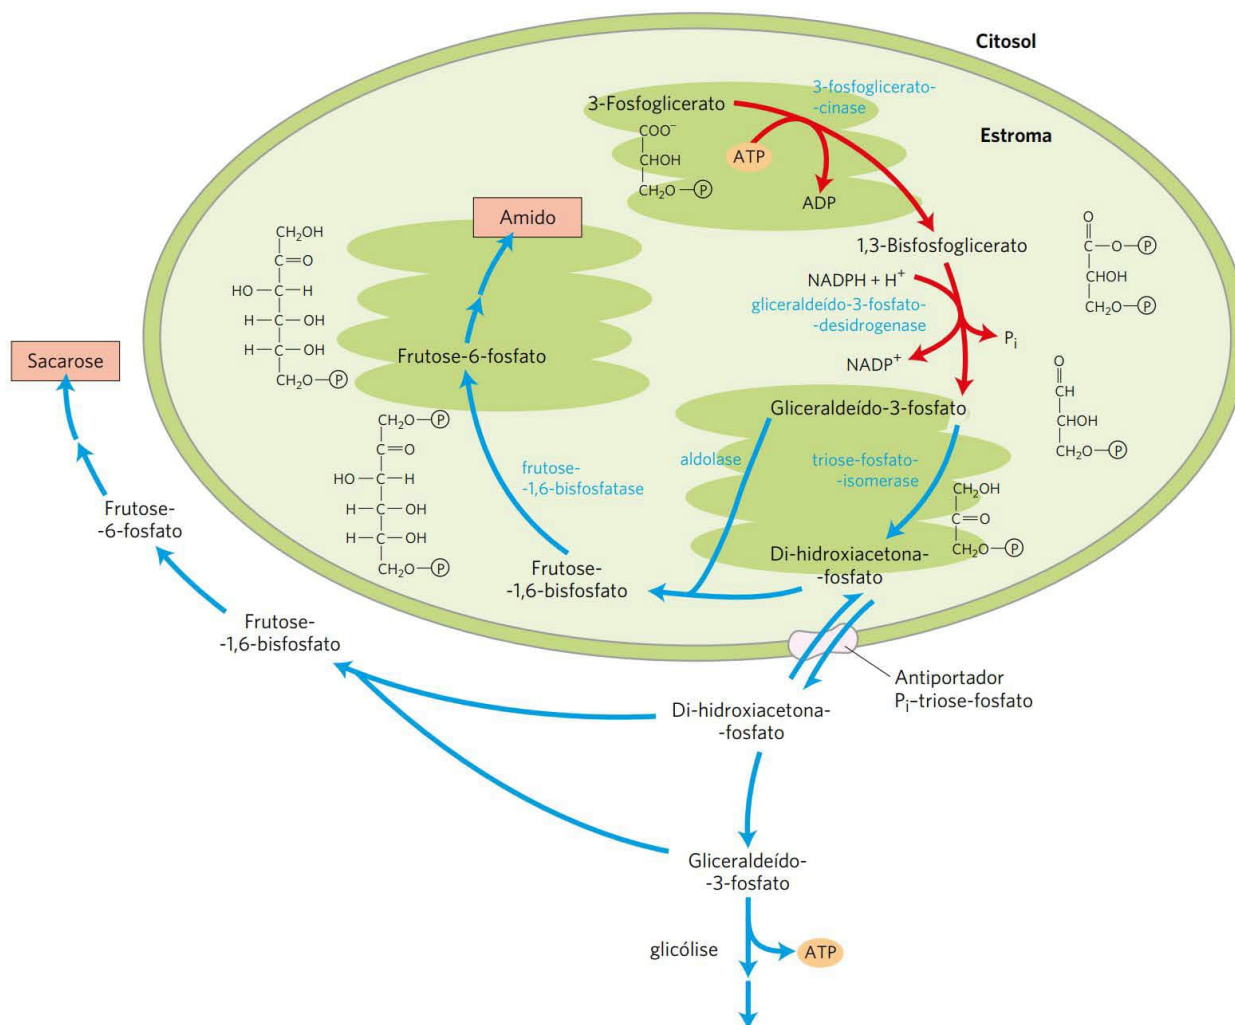 Citosol
3-fosfoglicerato-
-cinase
3-Fosfoglicerato
Estroma
COO⁻
CHOH
CH₂O—P
ATP
ADP
Amido
1,3-Bisfosfoglicerato
O
C—O—P
CHOH
CH₂O—P
NADPH + H⁺
gliceraldeído-3-fosfato-
-desidrogenase
Pi
NADP⁺
CH₂OH
C=O
HO—C—H
H—C—OH
H—C—OH
CH₂O—P
Sacarose
Frutose-6-fosfato
Gliceraldeído-3-fosfato
O
CH
CHOH
CH₂O—P
CH₂O—P
C=O
HO—C—H
H—C—OH
H—C—OH
CH₂O—P
frutose-
-1,6-bisfosfatase
aldolase
triose-fosfato-
-isomerase
CH₂OH
C=O
CH₂O—P
Frutose-
-6-fosfato
Di-hidroxiacetona-
-fosfato
Frutose-
-1,6-bisfosfato
Frutose-
-1,6-bisfosfato
Antiportador
Pi–triose-fosfato
Di-hidroxiacetona-
-fosfato
Gliceraldeído-
-3-fosfato
glicólise
ATP